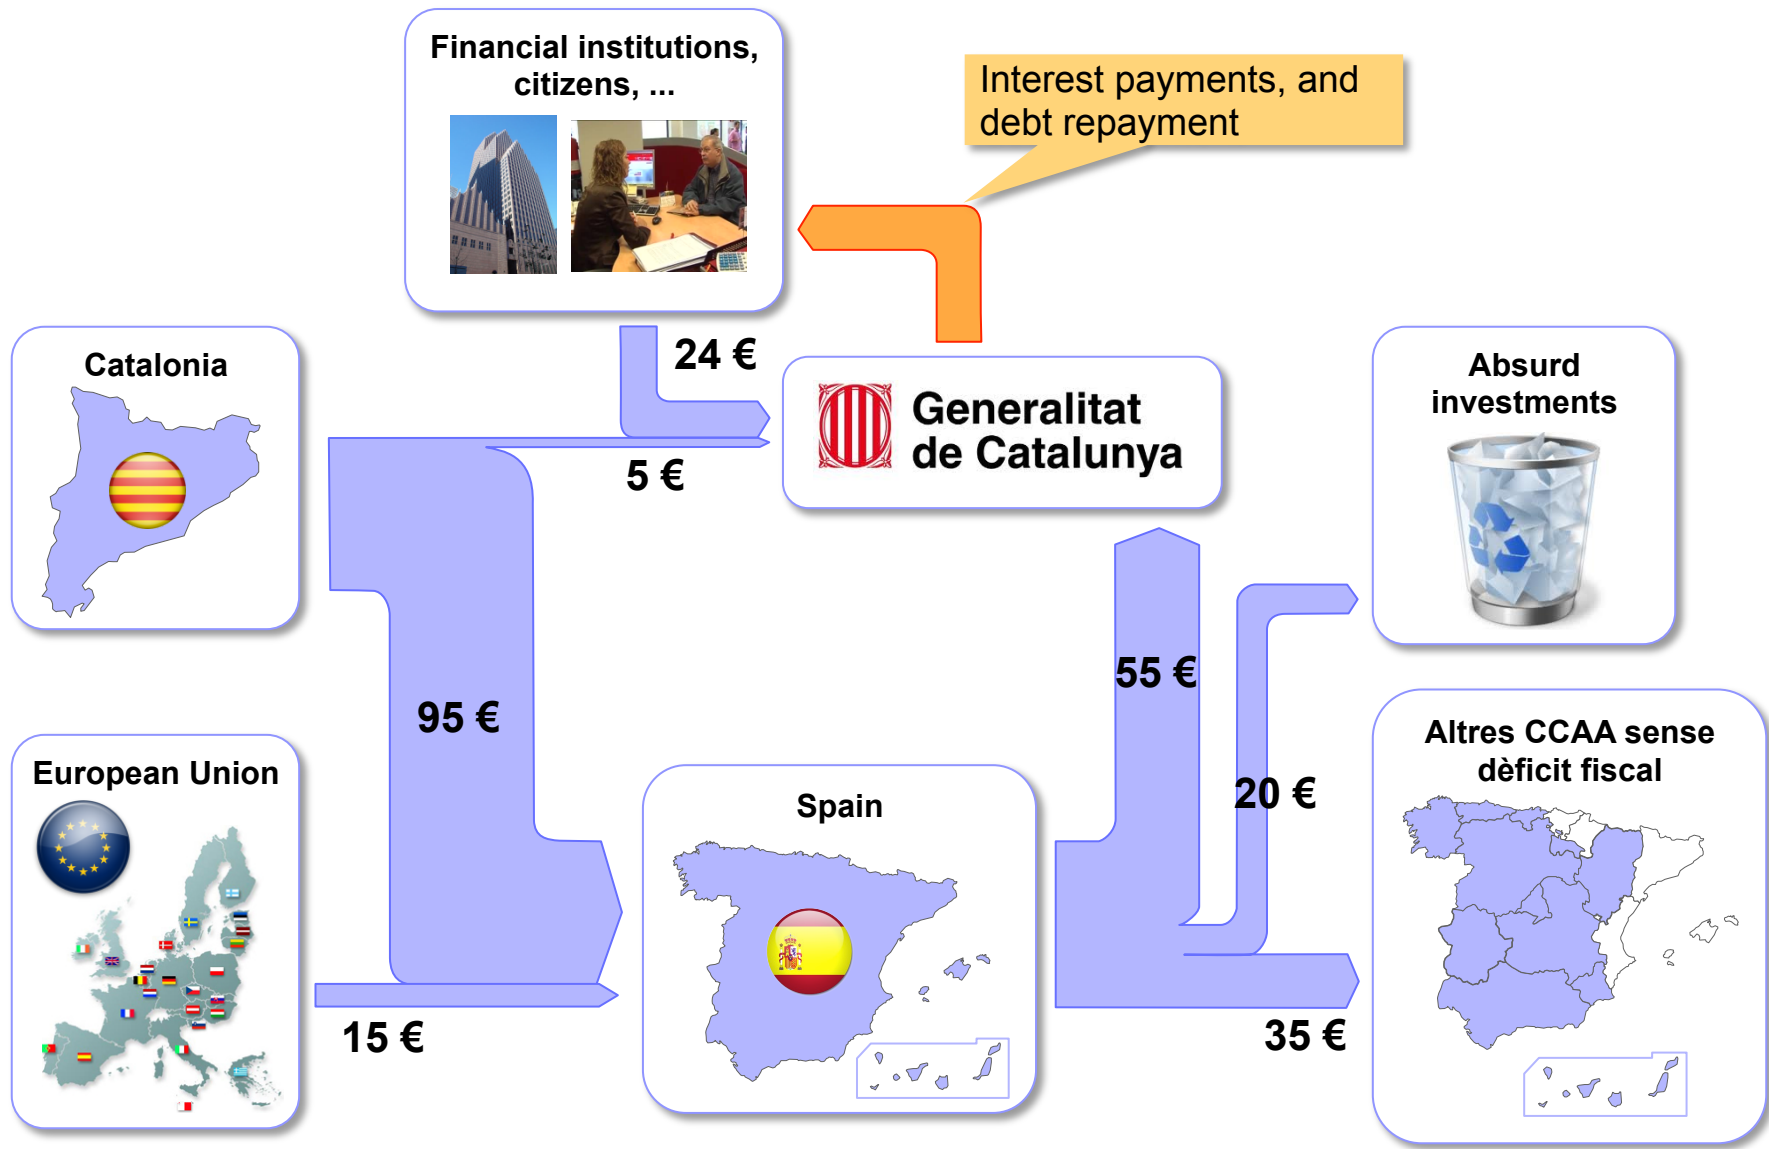 Financial institutions,
citizens, ...
Interest payments, and
debt repayment
24 €
Catalonia
Generalitat
de Catalunya
Absurd
investments
5 €
55 €
95 €
20 €
European Union
Spain
Altres CCAA sense
dèficit fiscal
15 €
35 €